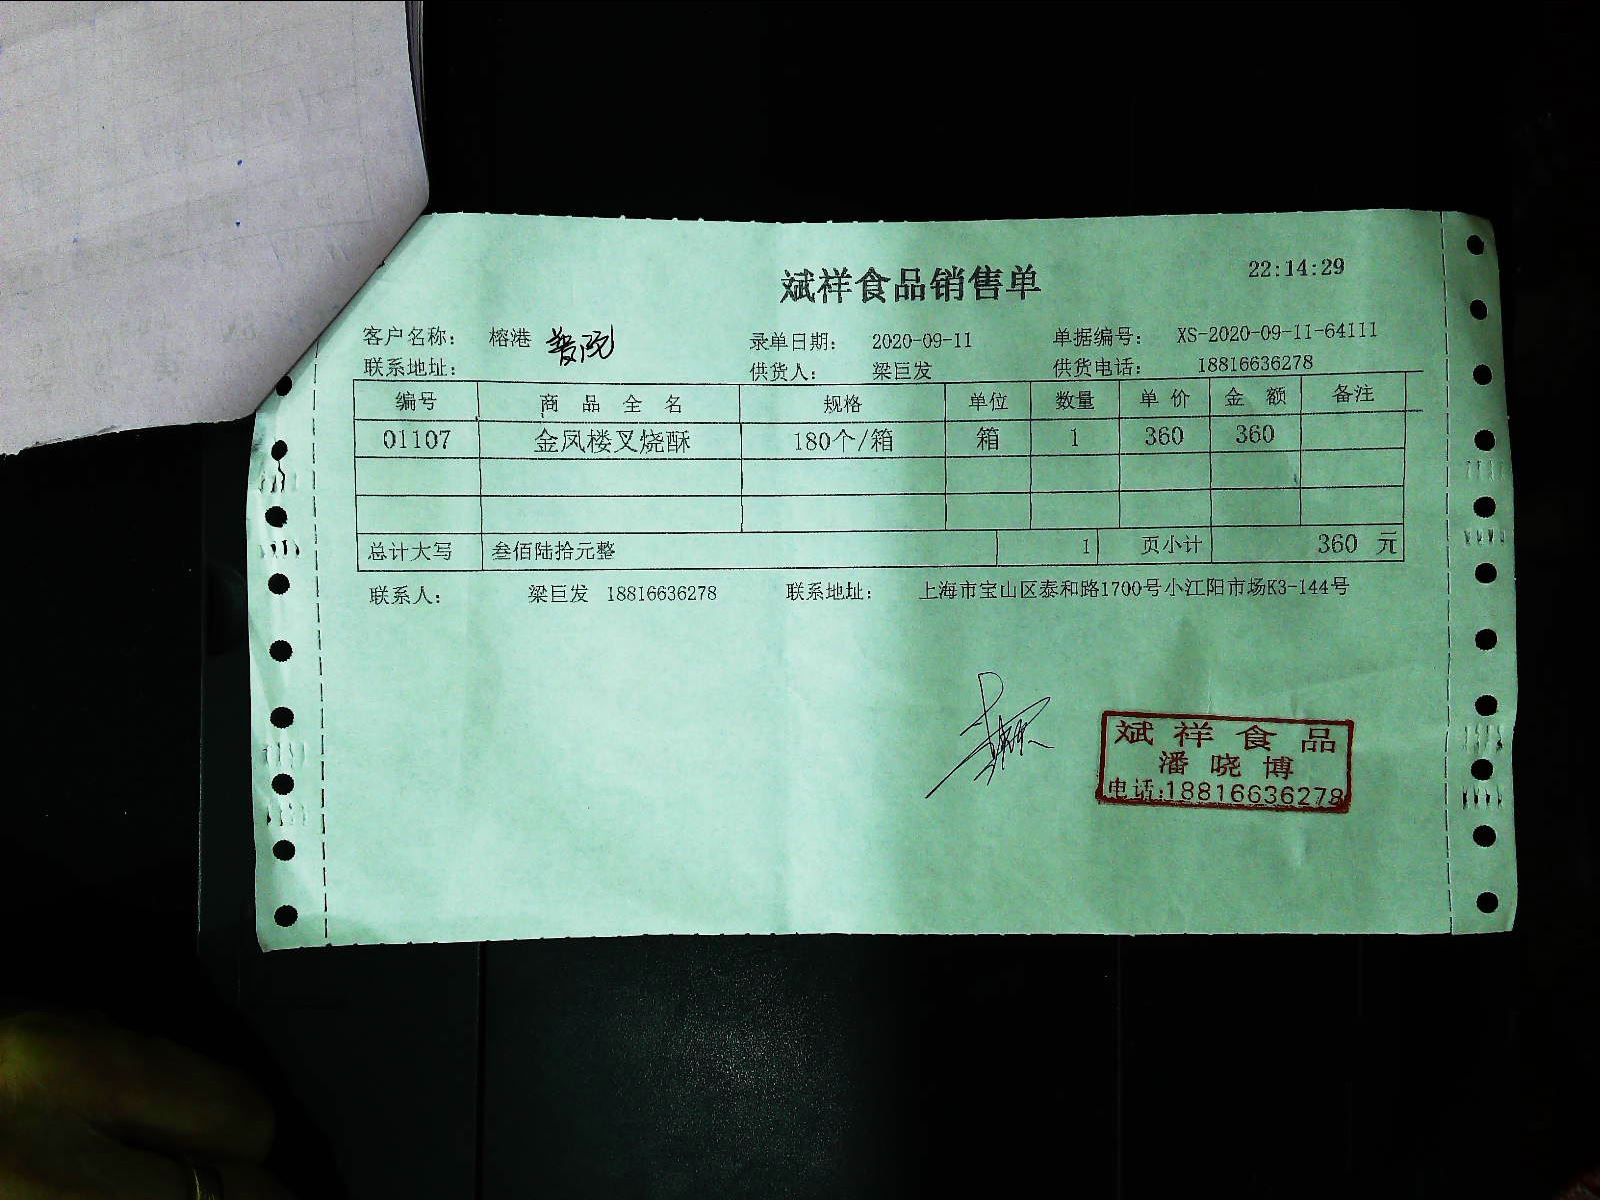 斌祥食品销售单 22:14:29
客户名称： 榕港 录单日期： 2020-09-11 单据编号： XS-2020-09-11-64111
联系地址： 供货人： 梁巨发 供货电话： 18816636278
编号 商品全名 规格 单位 数量 单价 金额 备注
01107 金凤楼叉烧酥 180个/箱 箱 1 360 360
总计大写 叁佰陆拾元整 1 页小计 360 元
联系人： 梁巨发 18816636278 联系地址： 上海市宝山区泰和路1700号小江阳市场K3-144号
斌祥食品
潘晓博
电话:18816636278